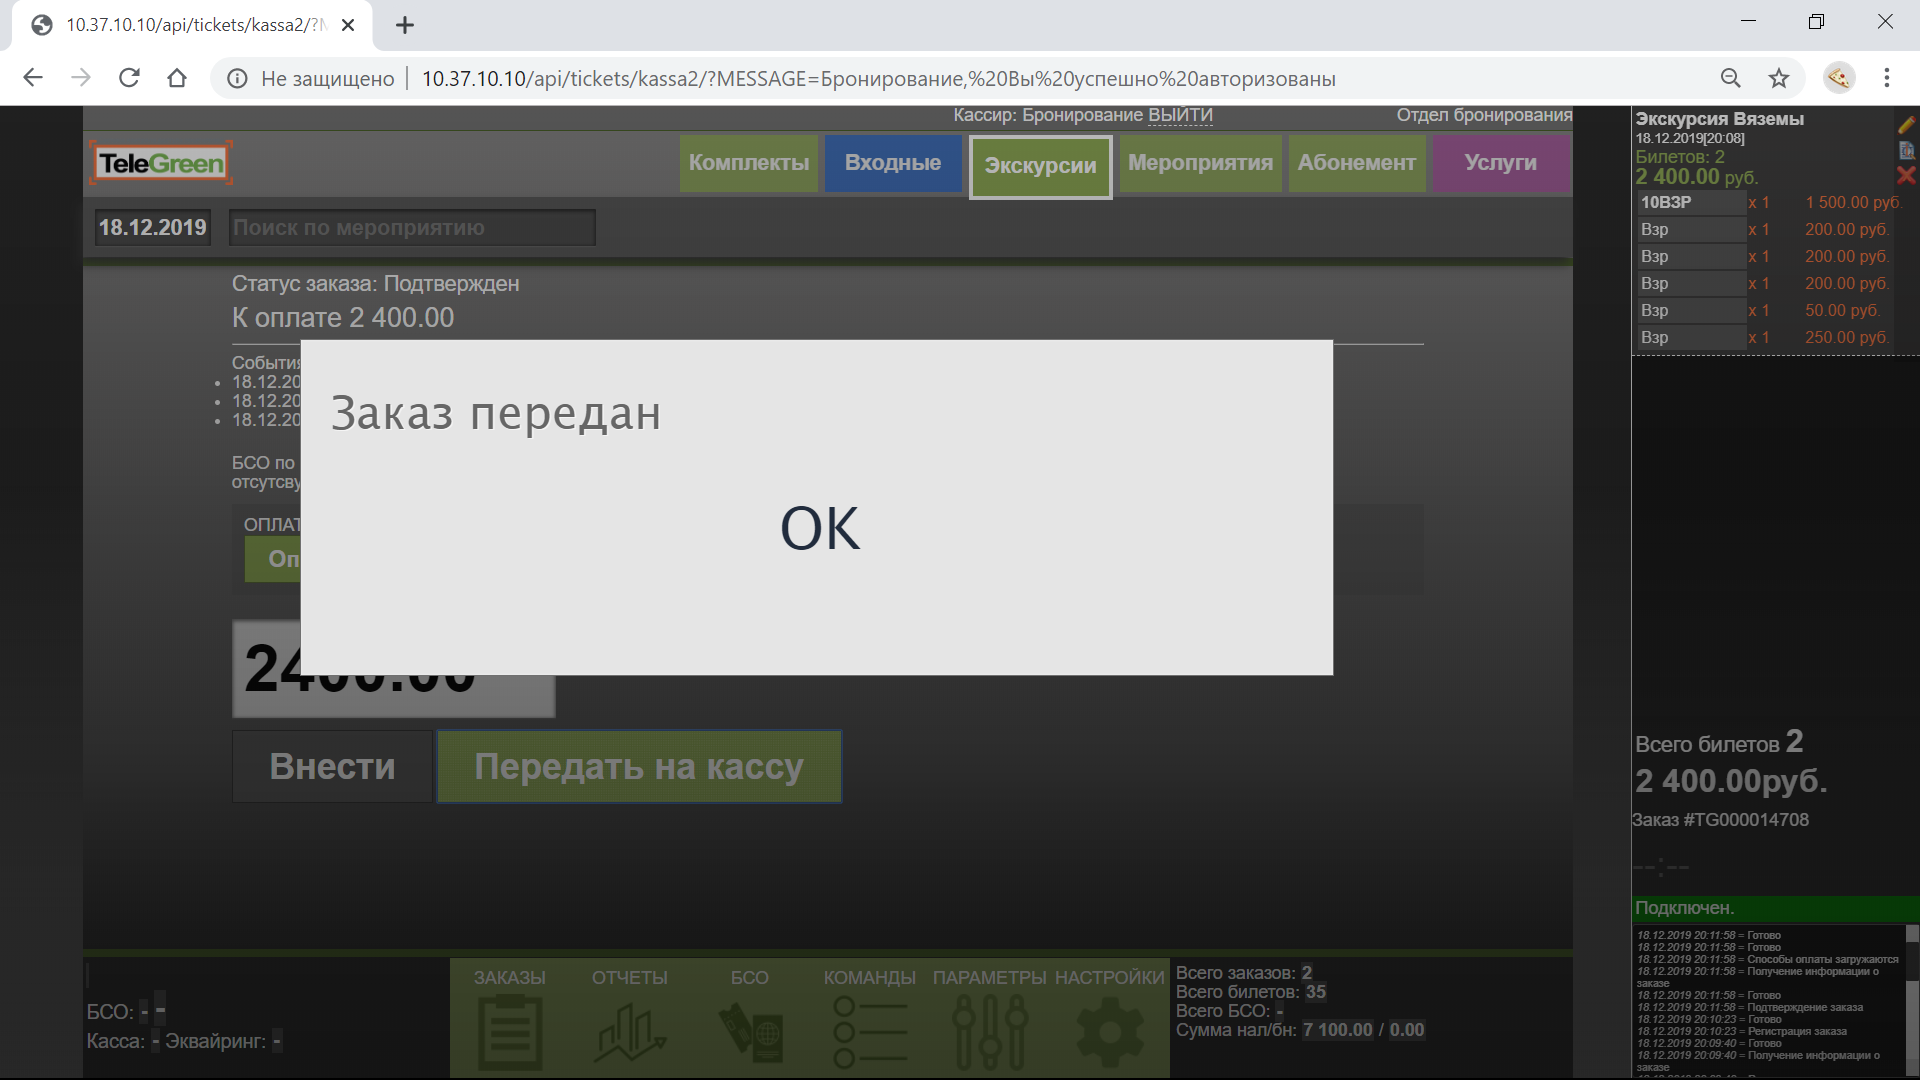 10.37.10.10/api/tickets/kassa2/?
Не защищено
10.37.10.10/api/tickets/kassa2/?MESSAGE=Бронирование,%20Вы%20успешно%20авторизованы
Кассир: Бронирование ВЫЙТИ
Отдел бронирования
TeleGreen
Комплекты
Входные
Экскурсии
Мероприятия
Абонемент
Услуги
18.12.2019
Поиск по мероприятию
Статус заказа: Подтвержден
К оплате 2 400.00
События
18.12.20
18.12.20
18.12.20
БСО по
отсутсву
ОПЛАТ
Оп
Заказ передан
ОК
2400.00
Внести
Передать на кассу
Экскурсия Вяземы
18.12.2019[20:08]
Билетов: 2
2 400.00 руб.
10ВЗР x 1 1 500.00 руб.
Взр x 1 200.00 руб.
Взр x 1 200.00 руб.
Взр x 1 200.00 руб.
Взр x 1 50.00 руб.
Взр x 1 250.00 руб.
Всего билетов 2
2 400.00руб.
Заказ #TG000014708
--:--
Подключен.
18.12.2019 20:11:58 = Готово
18.12.2019 20:11:58 = Готово
18.12.2019 20:11:58 = Способы оплаты загружаются
18.12.2019 20:11:58 = Получение информации о
заказе
18.12.2019 20:11:58 = Готово
18.12.2019 20:11:58 = Подтверждение заказа
18.12.2019 20:10:23 = Готово
18.12.2019 20:10:23 = Регистрация заказа
18.12.2019 20:09:40 = Готово
18.12.2019 20:09:40 = Получение информации о
заказе
БСО: - -
Касса: - Эквайринг: -
ЗАКАЗЫ
ОТЧЕТЫ
БСО
КОМАНДЫ
ПАРАМЕТРЫ
НАСТРОЙКИ
Всего заказов: 2
Всего билетов: 35
Всего БСО: -
Сумма нал/бн: 7 100.00 / 0.00